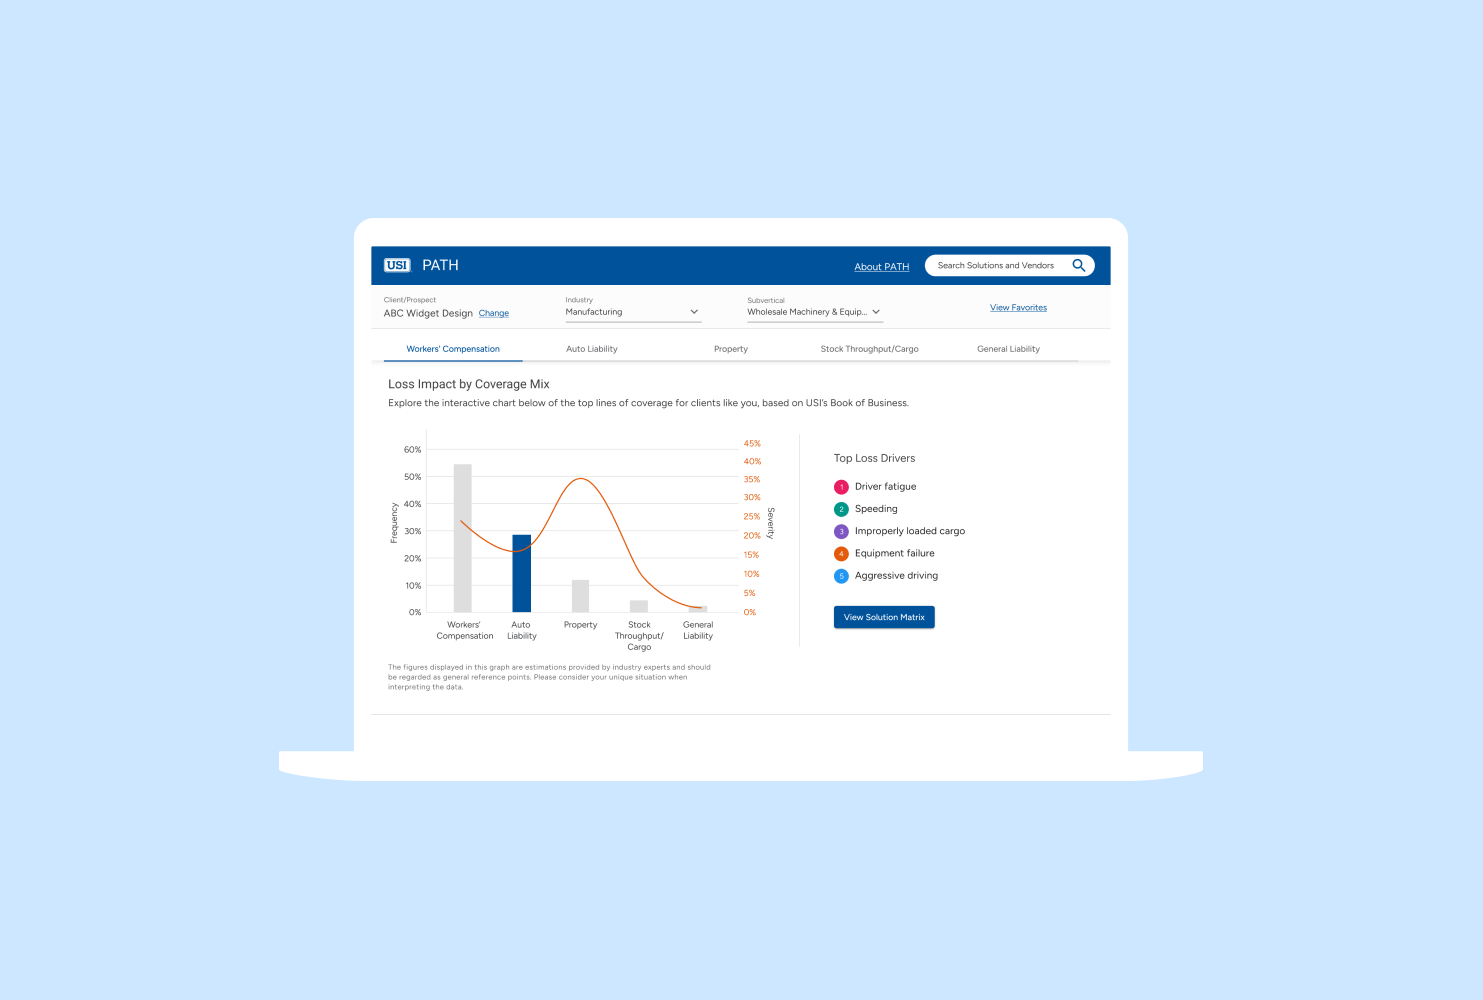 USI PATH
About PATH
Search Solutions and Vendors
Client/Prospect
ABC Widget Design Change
Industry
Manufacturing
Subvertical
Wholesale Machinery & Equip...
View Favorites
Workers' Compensation
Auto Liability
Property
Stock Throughput/Cargo
General Liability
Loss Impact by Coverage Mix
Explore the interactive chart below of the top lines of coverage for clients like you, based on USI's Book of Business.
Frequency
60%
50%
40%
30%
20%
10%
0%
45%
40%
35%
30%
25%
20%
15%
10%
5%
0%
Severity
Workers'
Compensation
Auto
Liability
Property
Stock
Throughput/
Cargo
General
Liability
The figures displayed in this graph are estimations provided by industry experts and should
be regarded as general reference points. Please consider your unique situation when
interpreting the data.
Top Loss Drivers
1 Driver fatigue
2 Speeding
3 Improperly loaded cargo
4 Equipment failure
5 Aggressive driving
View Solution Matrix